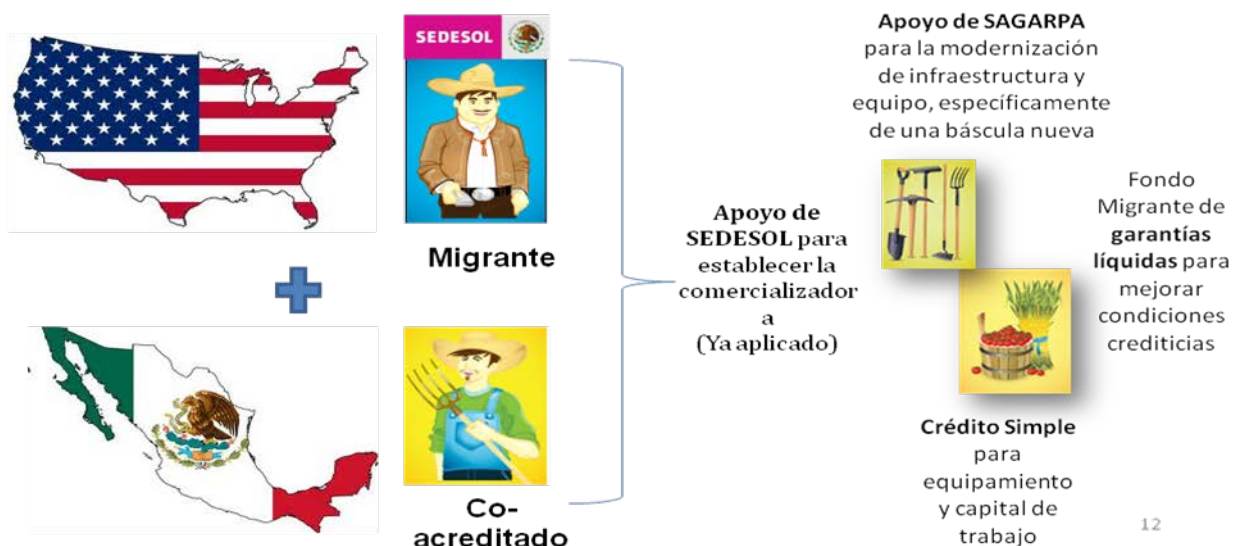 SEDESOL
Migrante
Co-
acreditado
Apoyo de
SEDESOL para
establecer la
comercializador
a
(Ya aplicado)
Apoyo de SAGARPA
para la modernización
de infraestructura y
equipo, específicamente
de una báscula nueva
Fondo
Migrante de
garantías
líquidas para
mejorar
condiciones
crediticias
Crédito Simple
para
equipamiento
y capital de
trabajo
12